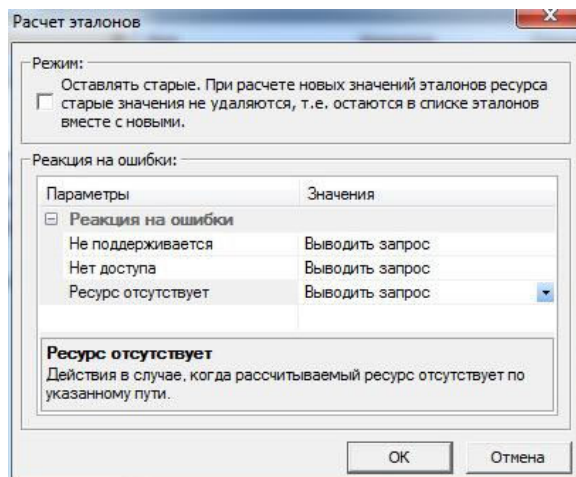 Расчет эталонов
Режим:
Оставлять старые. При расчете новых значений эталонов ресурса
старые значения не удаляются, т.е. остаются в списке эталонов
вместе с новыми.
Реакция на ошибки:
Параметры Значения
Реакция на ошибки
Не поддерживается Выводить запрос
Нет доступа Выводить запрос
Ресурс отсутствует Выводить запрос
Ресурс отсутствует
Действия в случае, когда рассчитываемый ресурс отсутствует по
указанному пути.
OK Отмена